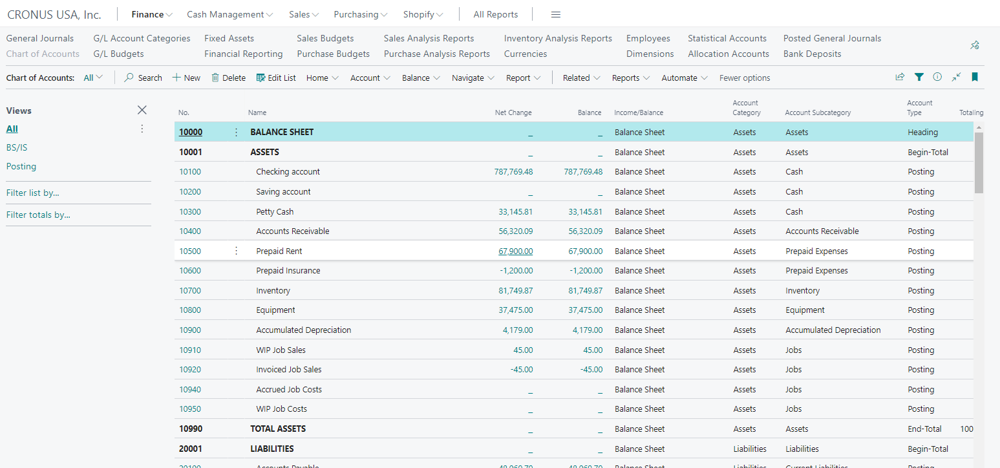 CRONUS USA, Inc. Finance Cash Management Sales Purchasing Shopify All Reports
General Journals G/L Account Categories Fixed Assets Sales Budgets Sales Analysis Reports Inventory Analysis Reports Employees Statistical Accounts Posted General Journals
Chart of Accounts G/L Budgets Financial Reporting Purchase Budgets Purchase Analysis Reports Currencies Dimensions Allocation Accounts Bank Deposits
Chart of Accounts: All Search New Delete Edit List Home Account Balance Navigate Report Related Reports Automate Fewer options
Views
All
BS/IS
Posting
Filter list by...
Filter totals by...
No. Name Net Change Balance Income/Balance Account Category Account Subcategory Account Type Totaling
10000 BALANCE SHEET _ _ Balance Sheet Assets Assets Heading
10001 ASSETS _ _ Balance Sheet Assets Assets Begin-Total
10100 Checking account 787,769.48 787,769.48 Balance Sheet Assets Cash Posting
10200 Saving account _ _ Balance Sheet Assets Cash Posting
10300 Petty Cash 33,145.81 33,145.81 Balance Sheet Assets Cash Posting
10400 Accounts Receivable 56,320.09 56,320.09 Balance Sheet Assets Accounts Receivable Posting
10500 Prepaid Rent 67,900.00 67,900.00 Balance Sheet Assets Prepaid Expenses Posting
10600 Prepaid Insurance -1,200.00 -1,200.00 Balance Sheet Assets Prepaid Expenses Posting
10700 Inventory 81,749.87 81,749.87 Balance Sheet Assets Inventory Posting
10800 Equipment 37,475.00 37,475.00 Balance Sheet Assets Equipment Posting
10900 Accumulated Depreciation 4,179.00 4,179.00 Balance Sheet Assets Accumulated Depreciation Posting
10910 WIP Job Sales 45.00 45.00 Balance Sheet Assets Jobs Posting
10920 Invoiced Job Sales -45.00 -45.00 Balance Sheet Assets Jobs Posting
10940 Accrued Job Costs _ _ Balance Sheet Assets Jobs Posting
10950 WIP Job Costs _ _ Balance Sheet Assets Jobs Posting
10990 TOTAL ASSETS _ _ Balance Sheet Assets Assets End-Total 100
20001 LIABILITIES _ _ Balance Sheet Liabilities Liabilities Begin-Total
20100 Accounts Payable Balance Sheet Liabilities Current Liabilities Posting